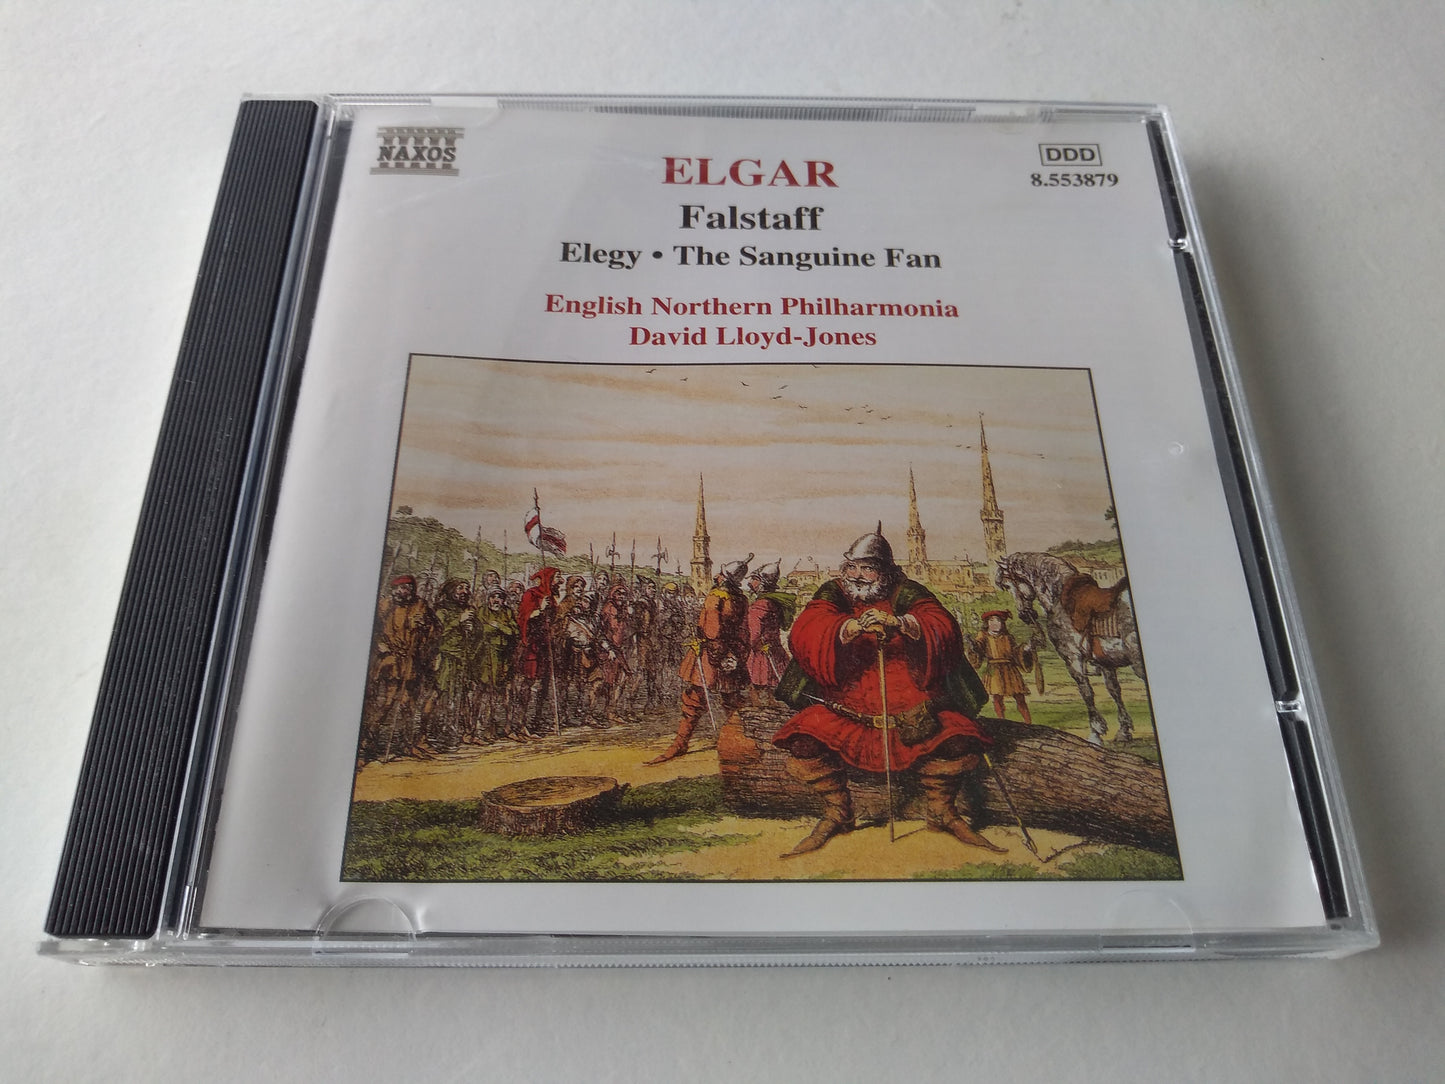 NAXOS
DDD
8.553879
ELGAR
Falstaff
Elegy • The Sanguine Fan
English Northern Philharmonia
David Lloyd-Jones